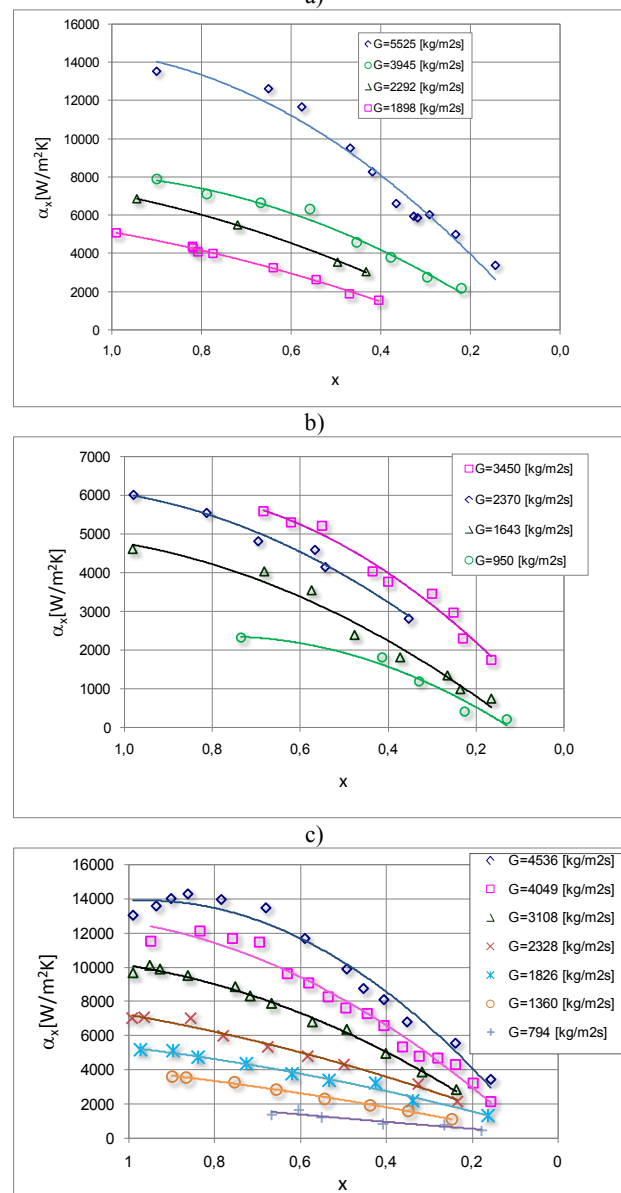 a)
16000
14000
12000
10000
8000
6000
4000
2000
0
αx[W/m²K]
G=5525 [kg/m2s]
G=3945 [kg/m2s]
G=2292 [kg/m2s]
G=1898 [kg/m2s]
1,0 0,8 0,6 0,4 0,2 0,0
x
b)
7000
6000
5000
4000
3000
2000
1000
0
αx[W/m²K]
G=3450 [kg/m2s]
G=2370 [kg/m2s]
G=1643 [kg/m2s]
G=950 [kg/m2s]
1,0 0,8 0,6 0,4 0,2 0,0
x
c)
16000
14000
12000
10000
8000
6000
4000
2000
0
αx[W/m²K]
G=4536 [kg/m2s]
G=4049 [kg/m2s]
G=3108 [kg/m2s]
G=2328 [kg/m2s]
G=1826 [kg/m2s]
G=1360 [kg/m2s]
G=794 [kg/m2s]
1 0,8 0,6 0,4 0,2 0
x